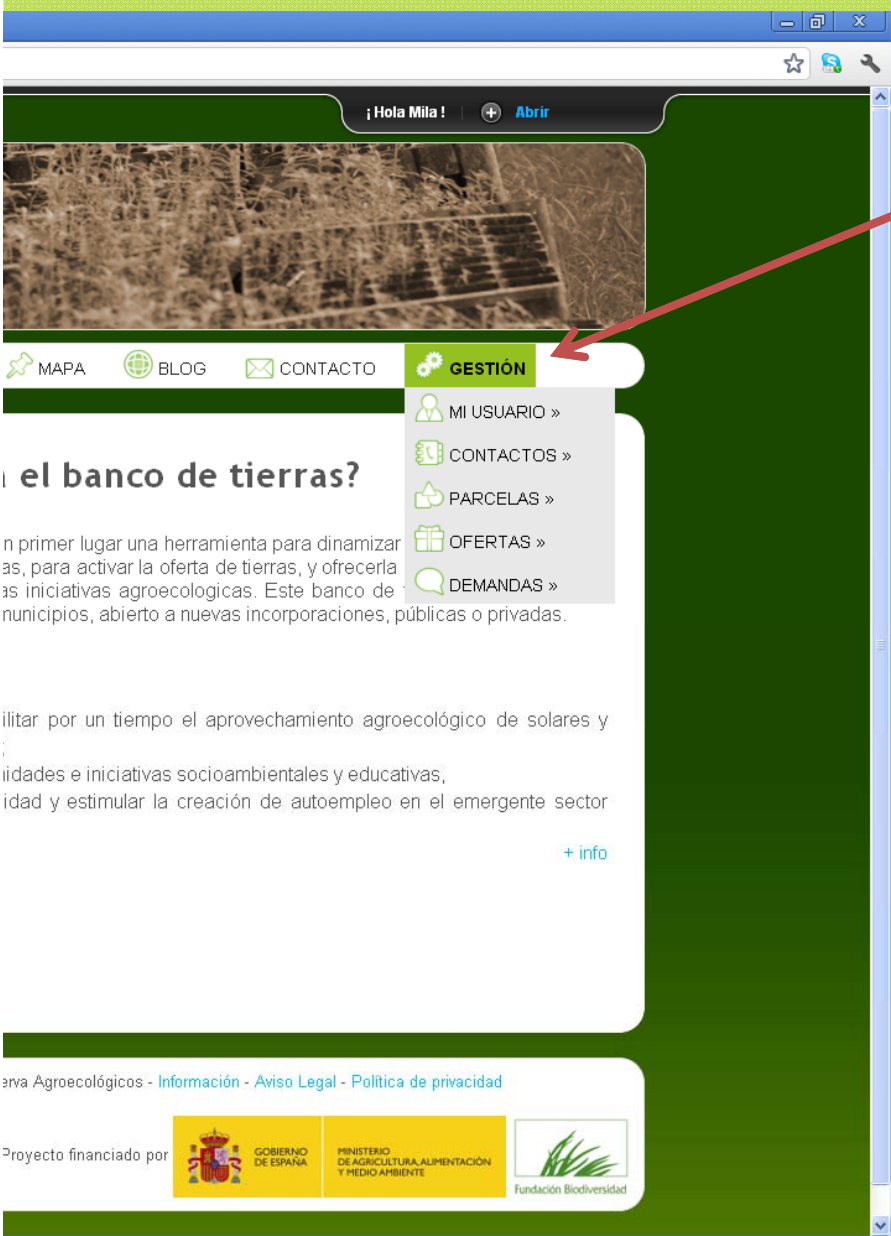 ¡ Hola Mila ! Abrir
MAPA BLOG CONTACTO GESTIÓN
MI USUARIO »
CONTACTOS »
PARCELAS »
OFERTAS »
DEMANDAS »
el banco de tierras?
n primer lugar una herramienta para dinamizar
as, para activar la oferta de tierras, y ofrecerla
as iniciativas agroecologicas. Este banco de
municipios, abierto a nuevas incorporaciones, públicas o privadas.
ilitar por un tiempo el aprovechamiento agroecológico de solares y
nidades e iniciativas socioambientales y educativas,
idad y estimular la creación de autoempleo en el emergente sector
+ info
erva Agroecológicos - Información - Aviso Legal - Política de privacidad
Proyecto financiado por
GOBIERNO
DE ESPAÑA
MINISTERIO
DE AGRICULTURA, ALIMENTACIÓN
Y MEDIO AMBIENTE
Fundación Biodiversidad